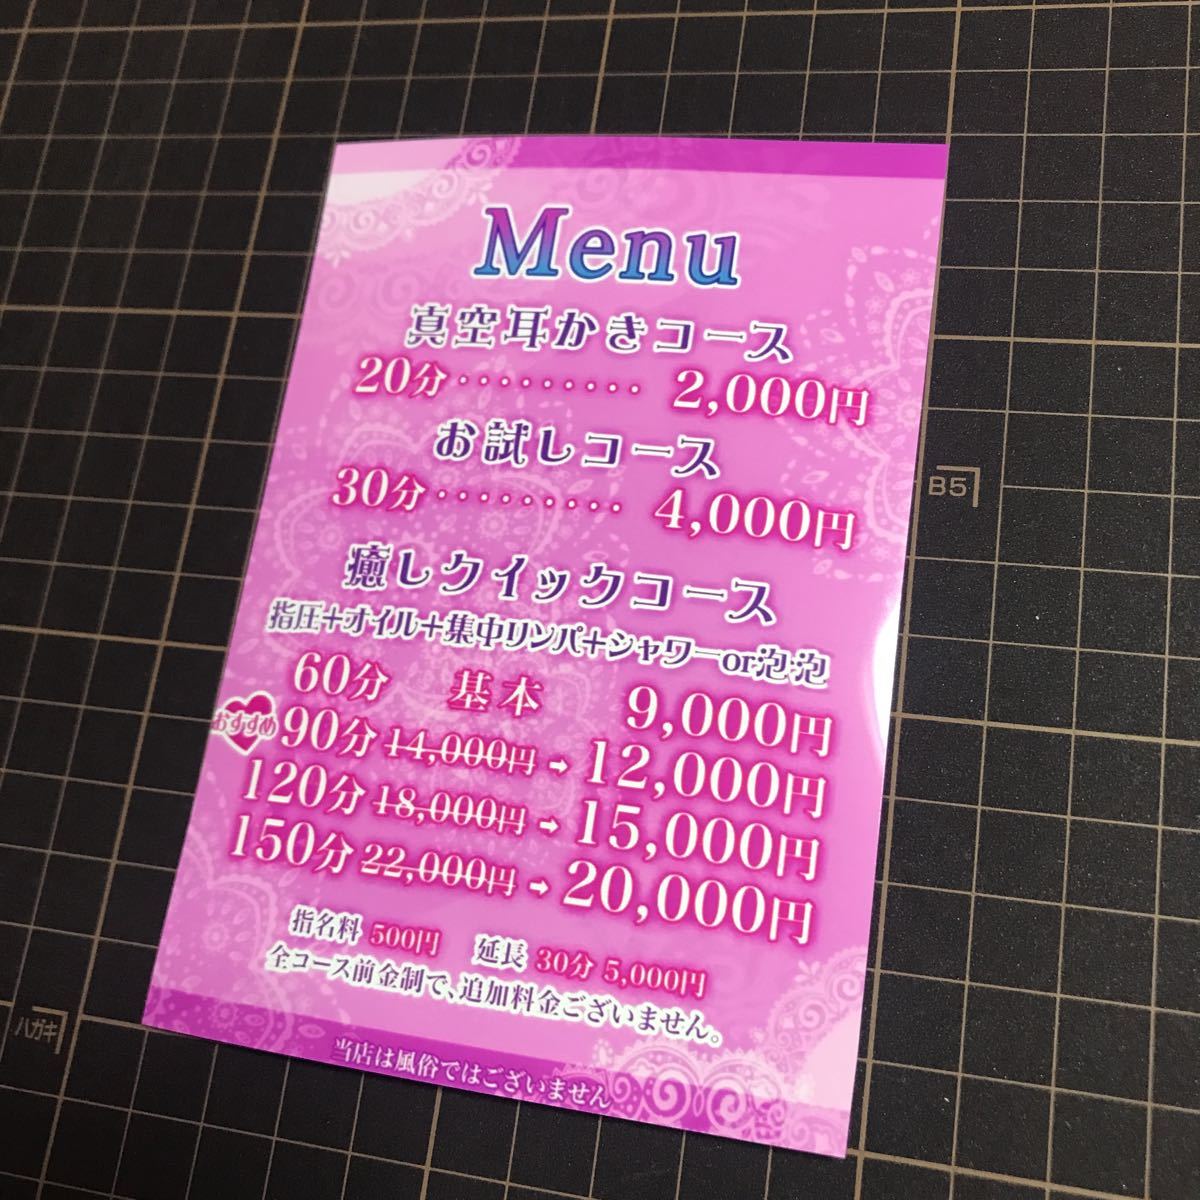 Menu
真空耳かきコース
20分・・・・・・・・・ 2,000円
お試しコース
30分・・・・・・・・・ 4,000円
癒しクイックコース
指圧+オイル+集中リンパ+シャワーor泡泡
60分 基本 9,000円
おすすめ 90分 14,000円 → 12,000円
120分 18,000円 → 15,000円
150分 22,000円 → 20,000円
指名料 500円 延長 30分 5,000円
全コース前金制で、追加料金ございません。
当店は風俗ではございません
B5
ハガキ